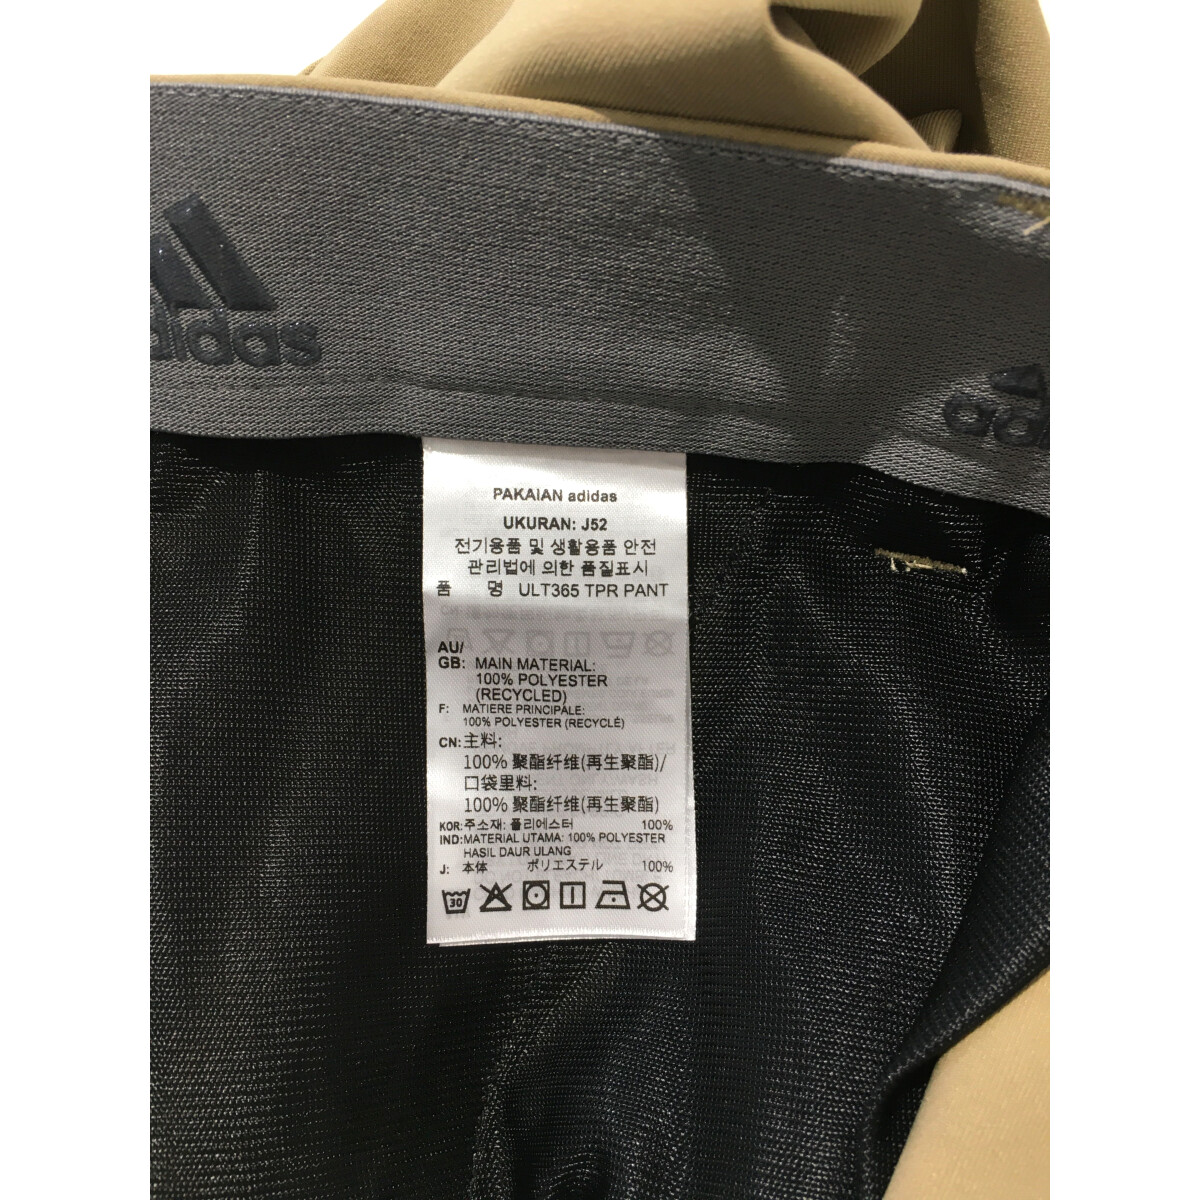 adidas
PAKAIAN adidas
UKURAN: J52
전기용품 및 생활용품 안전
관리법에 의한 품질표시
품 명 ULT365 TPR PANT
AU/
GB: MAIN MATERIAL:
100% POLYESTER
(RECYCLED)
F: MATIERE PRINCIPALE:
100% POLYESTER (RECYCLÉ)
CN: 主料:
100% 聚酯纤维(再生聚酯)/
口袋里料:
100% 聚酯纤维(再生聚酯)
KOR: 주소재: 폴리에스터 100%
IND: MATERIAL UTAMA: 100% POLYESTER
HASIL DAUR ULANG
J: 本体 ポリエステル 100%
30